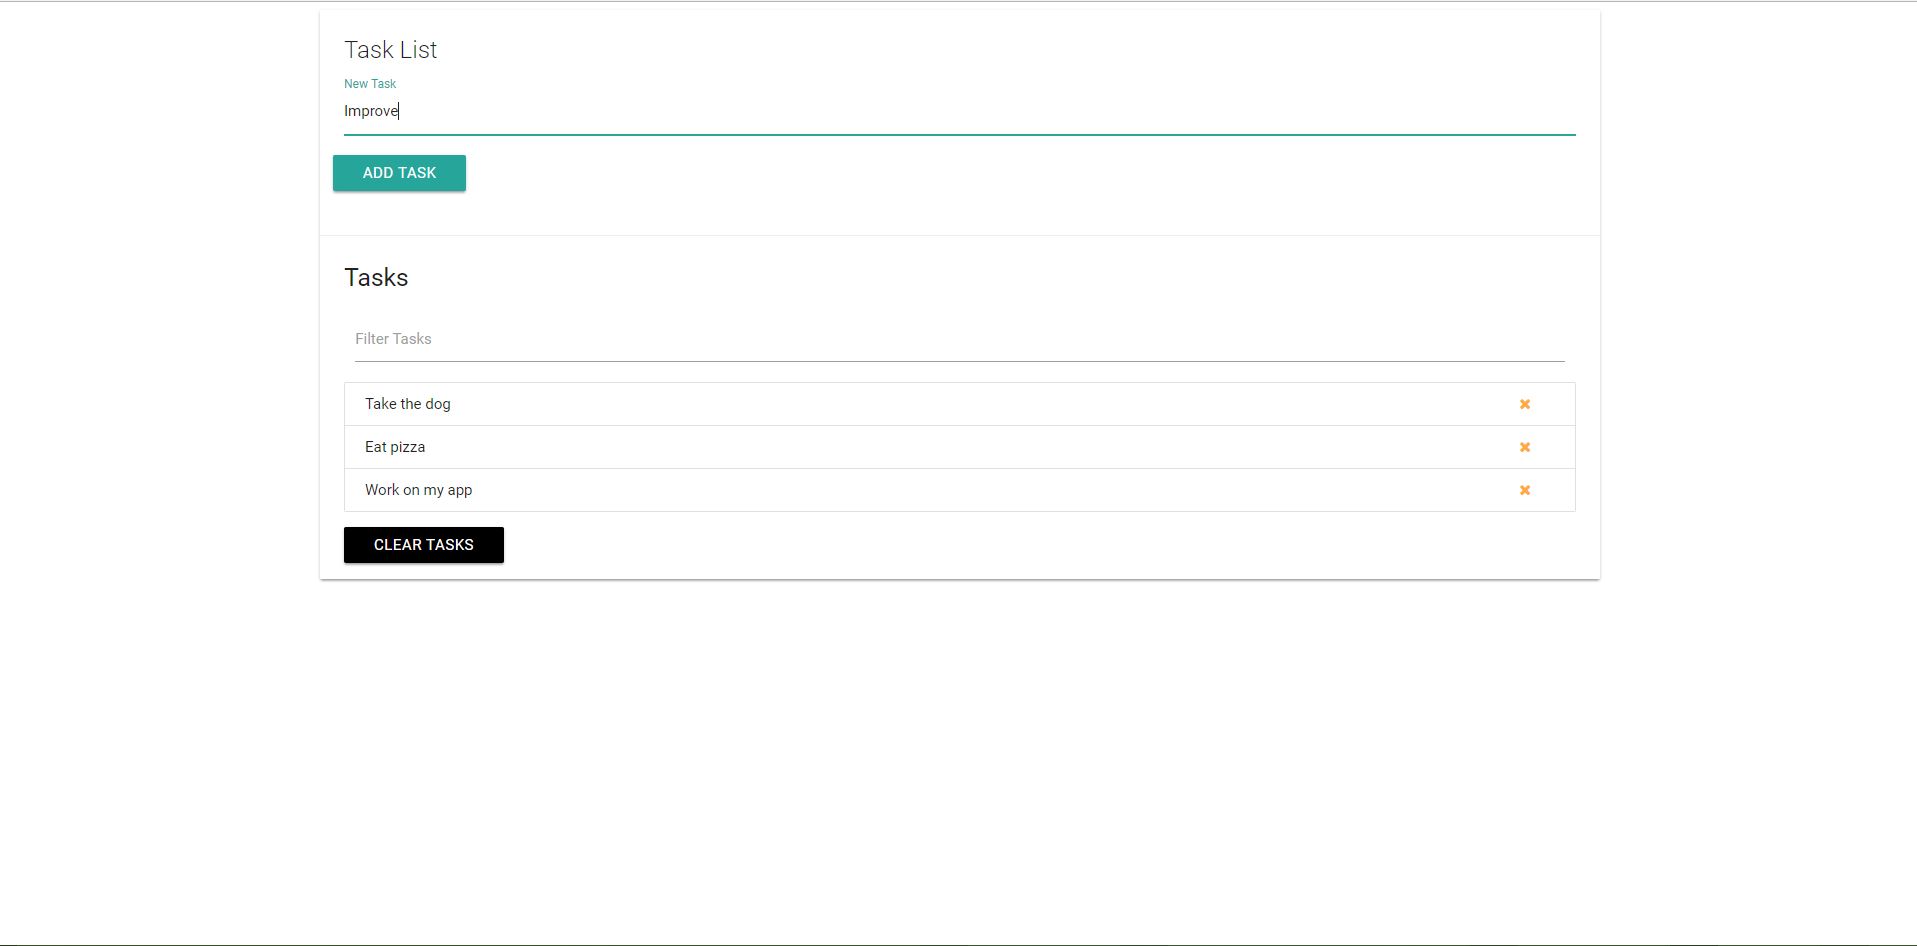 Task List
New Task
Improve
ADD TASK
Tasks
Filter Tasks
Take the dog
Eat pizza
Work on my app
CLEAR TASKS